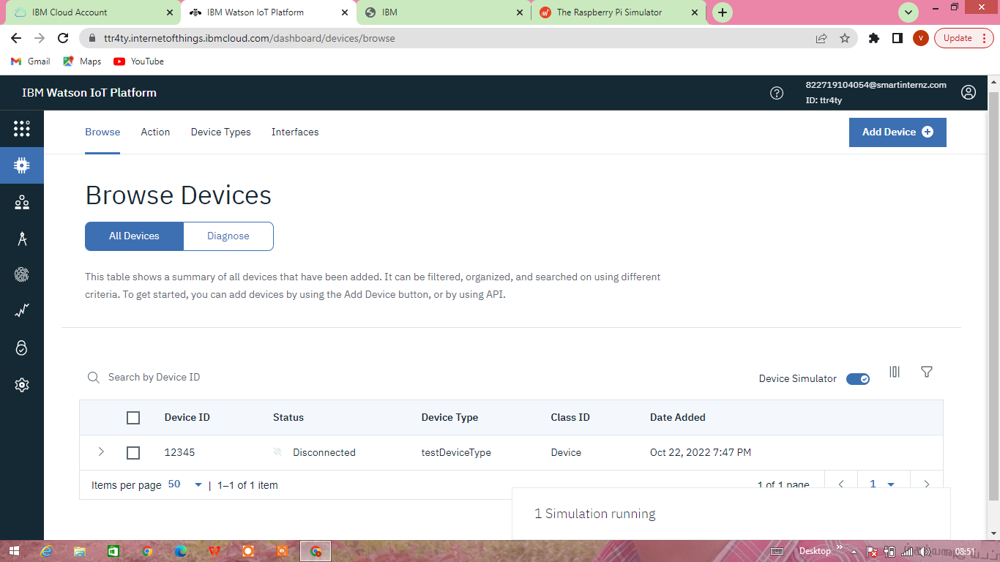 IBM Cloud Account
IBM Watson IoT Platform
IBM
The Raspberry Pi Simulator
ttr4ty.internetofthings.ibmcloud.com/dashboard/devices/browse
V
Update
Gmail
Maps
YouTube
IBM Watson IoT Platform
822719104054@smartinternz.com
ID: ttr4ty
Browse
Action
Device Types
Interfaces
Add Device
Browse Devices
All Devices
Diagnose
This table shows a summary of all devices that have been added. It can be filtered, organized, and searched on using different
criteria. To get started, you can add devices by using the Add Device button, or by using API.
Search by Device ID
Device Simulator
Device ID Status Device Type Class ID Date Added
12345 Disconnected testDeviceType Device Oct 22, 2022 7:47 PM
Items per page 50 | 1–1 of 1 item
1 of 1 page
1
1 Simulation running
Desktop
08:51